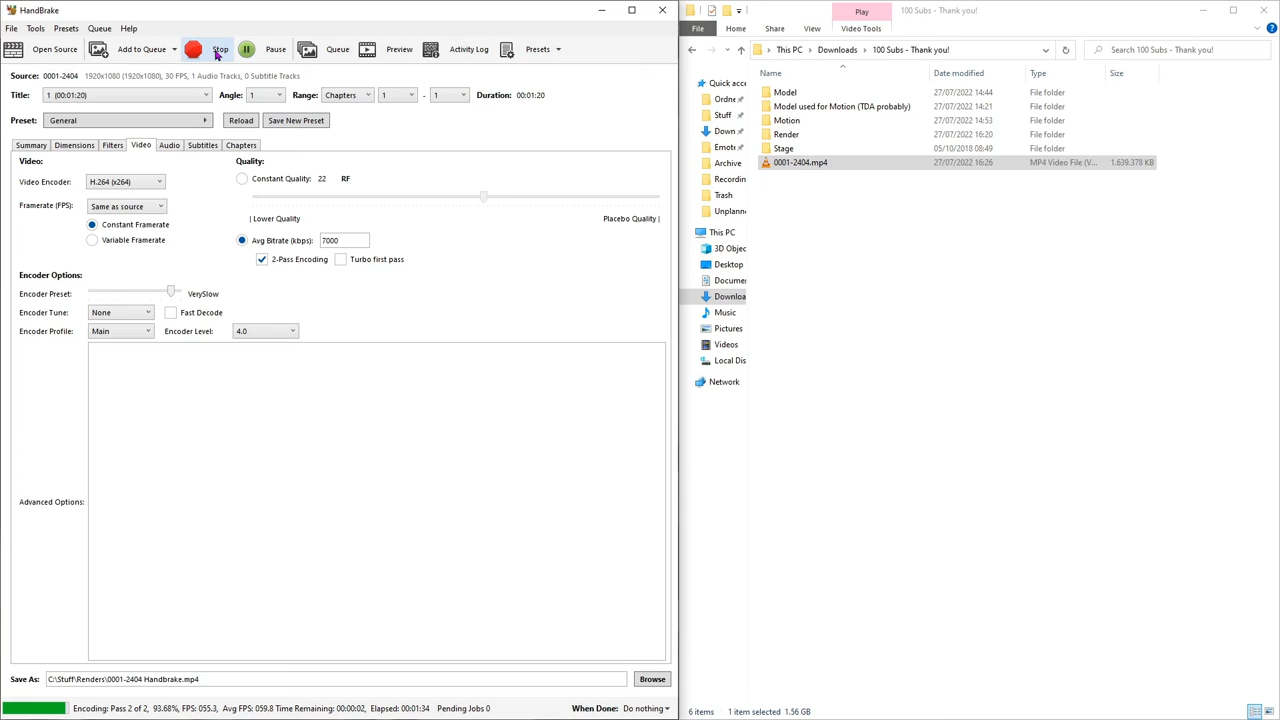 HandBrake
File Tools Presets Queue Help
Open Source Add to Queue Stop Pause Queue Preview Activity Log Presets
Source: 0001-2404 1920x1080 (1920x1080), 30 FPS, 1 Audio Tracks, 0 Subtitle Tracks
Title: 1 (00:01:20) Angle: 1 Range: Chapters 1 - 1 Duration: 00:01:20
Preset: General Reload Save New Preset
Summary Dimensions Filters Video Audio Subtitles Chapters
Video: Quality:
Video Encoder: H.264 (x264) Constant Quality: 22 RF
Framerate (FPS): Same as source
| Lower Quality Placebo Quality |
Constant Framerate
Variable Framerate Avg Bitrate (kbps): 7000
2-Pass Encoding Turbo first pass
Encoder Options:
Encoder Preset: VerySlow
Encoder Tune: None Fast Decode
Encoder Profile: Main Encoder Level: 4.0
Advanced Options:
Save As: C:\Stuff\Renders\0001-2404 Handbrake.mp4 Browse
Encoding: Pass 2 of 2, 93.68%, FPS: 055.3, Avg FPS: 059.8 Time Remaining: 00:00:02, Elapsed: 00:01:34 Pending Jobs 0 When Done: Do nothing
Play 100 Subs - Thank you!
File Home Share View Video Tools
This PC Downloads 100 Subs - Thank you! Search 100 Subs - Thank you!
Name Date modified Type Size
Model 27/07/2022 14:44 File folder
Model used for Motion (TDA probably) 27/07/2022 14:21 File folder
Motion 27/07/2022 14:53 File folder
Render 27/07/2022 16:20 File folder
Stage 05/10/2018 08:49 File folder
0001-2404.mp4 27/07/2022 16:26 MP4 Video File (V... 1.639.378 KB
Quick acce
Ordne
Stuff
Down
Emote
Archive
Recordin
Trash
Unplann
This PC
3D Objec
Desktop
Documen
Downloa
Music
Pictures
Videos
Local Dis
Network
6 items 1 item selected 1.56 GB